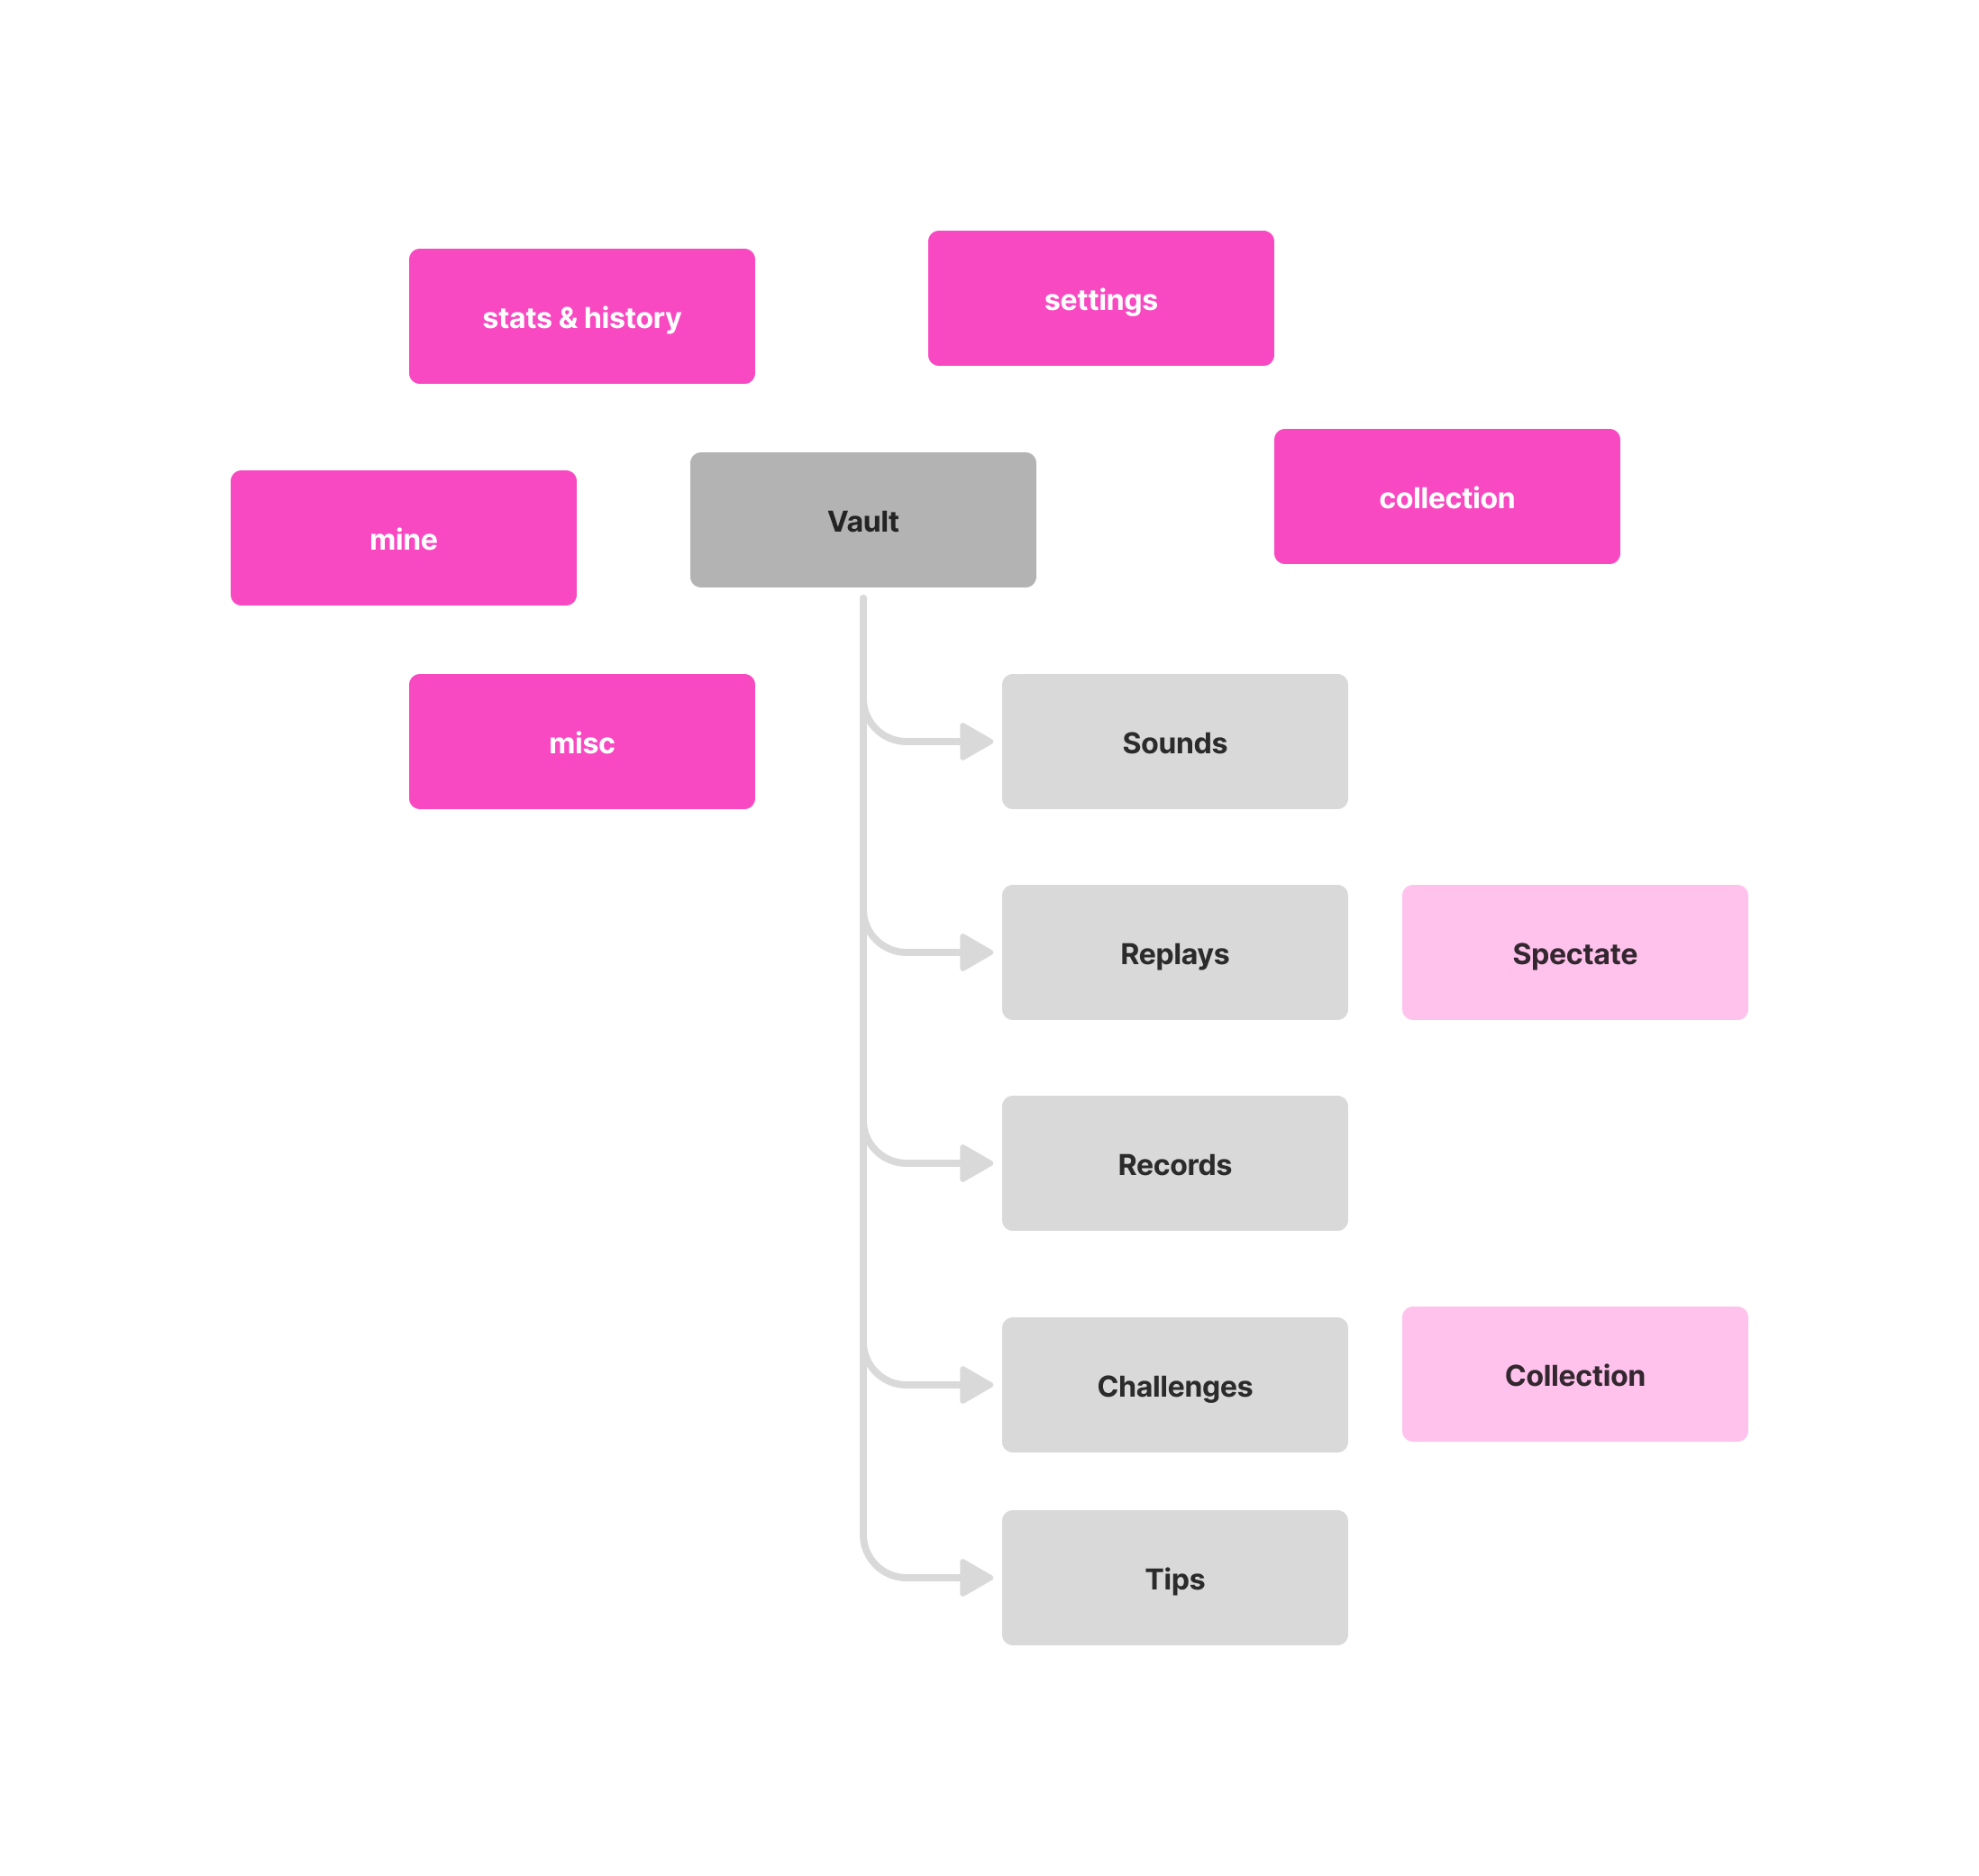 stats & history
settings
collection
mine
Vault
misc
Sounds
Replays
Spectate
Records
Challenges
Collection
Tips